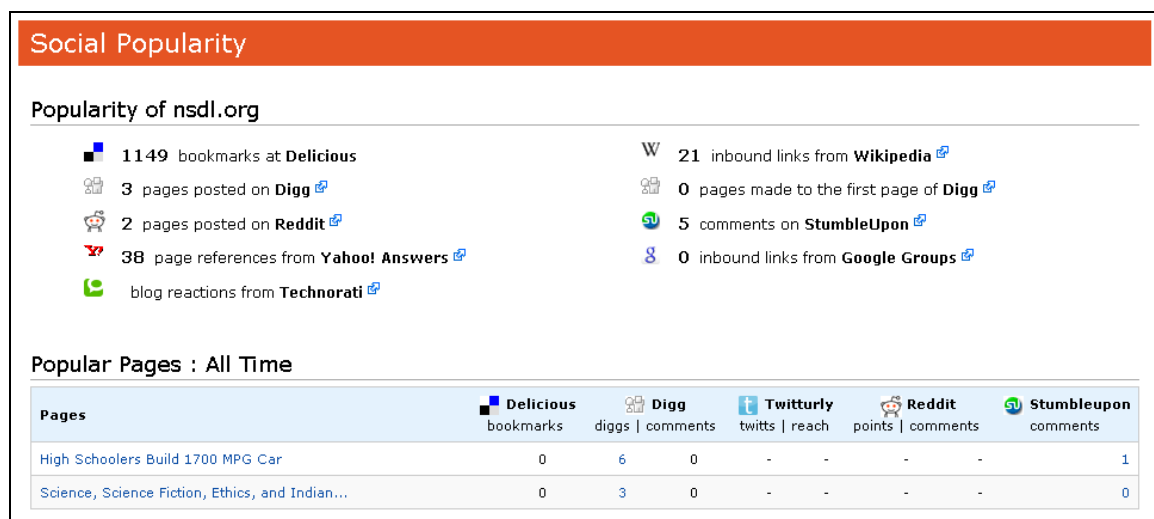 Social Popularity
Popularity of nsdl.org
1149 bookmarks at Delicious
W 21 inbound links from Wikipedia
3 pages posted on Digg
0 pages made to the first page of Digg
2 pages posted on Reddit
5 comments on StumbleUpon
38 page references from Yahoo! Answers
0 inbound links from Google Groups
blog reactions from Technorati
Popular Pages : All Time
Pages Delicious Digg Twitturly Reddit Stumbleupon
bookmarks diggs | comments twitts | reach points | comments comments
High Schoolers Build 1700 MPG Car 0 6 0 - - - - 1
Science, Science Fiction, Ethics, and Indian... 0 3 0 - - - - 0